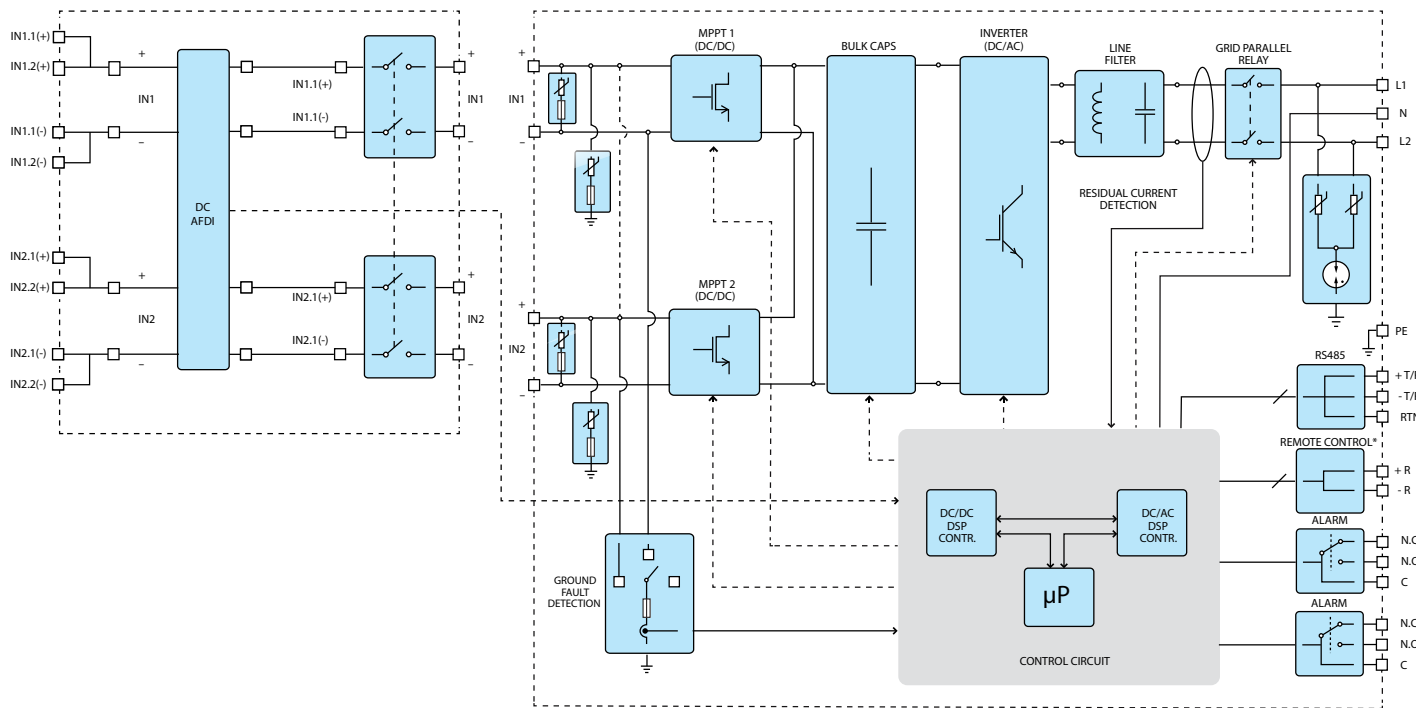 IN1.1(+)
IN1.2(+)
+
IN1
−
IN1.1(-)
IN1.2(-)
DC
AFDI
IN1.1(+)
IN1.1(-)
+
IN1
−
IN2.1(+)
IN2.2(+)
+
IN2
−
IN2.1(-)
IN2.2(-)
IN2.1(+)
IN2.1(-)
+
IN2
−
+
IN1
−
MPPT 1
(DC/DC)
BULK CAPS
INVERTER
(DC/AC)
LINE
FILTER
GRID PARALLEL
RELAY
L1
N
L2
RESIDUAL CURRENT
DETECTION
+
IN2
−
MPPT 2
(DC/DC)
PE
RS485
+ T/
- T/
RTN
REMOTE CONTROL*
+ R
- R
ALARM
N.C
N.C
C
ALARM
N.C
N.C
C
GROUND
FAULT
DETECTION
DC/DC
DSP
CONTR.
DC/AC
DSP
CONTR.
µP
CONTROL CIRCUIT